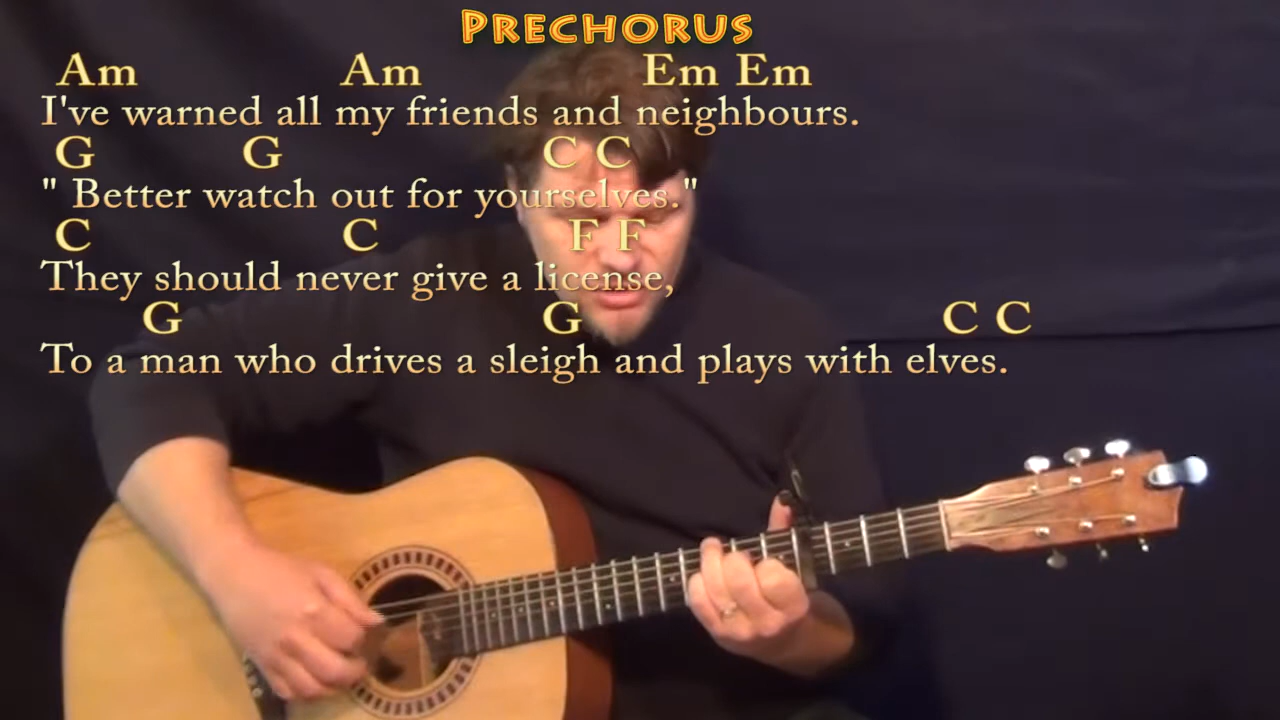 PRECHORUS
Am Am Em Em
I've warned all my friends and neighbours.
G G C C
" Better watch out for yourselves."
C C F F
They should never give a license,
G G C C
To a man who drives a sleigh and plays with elves.